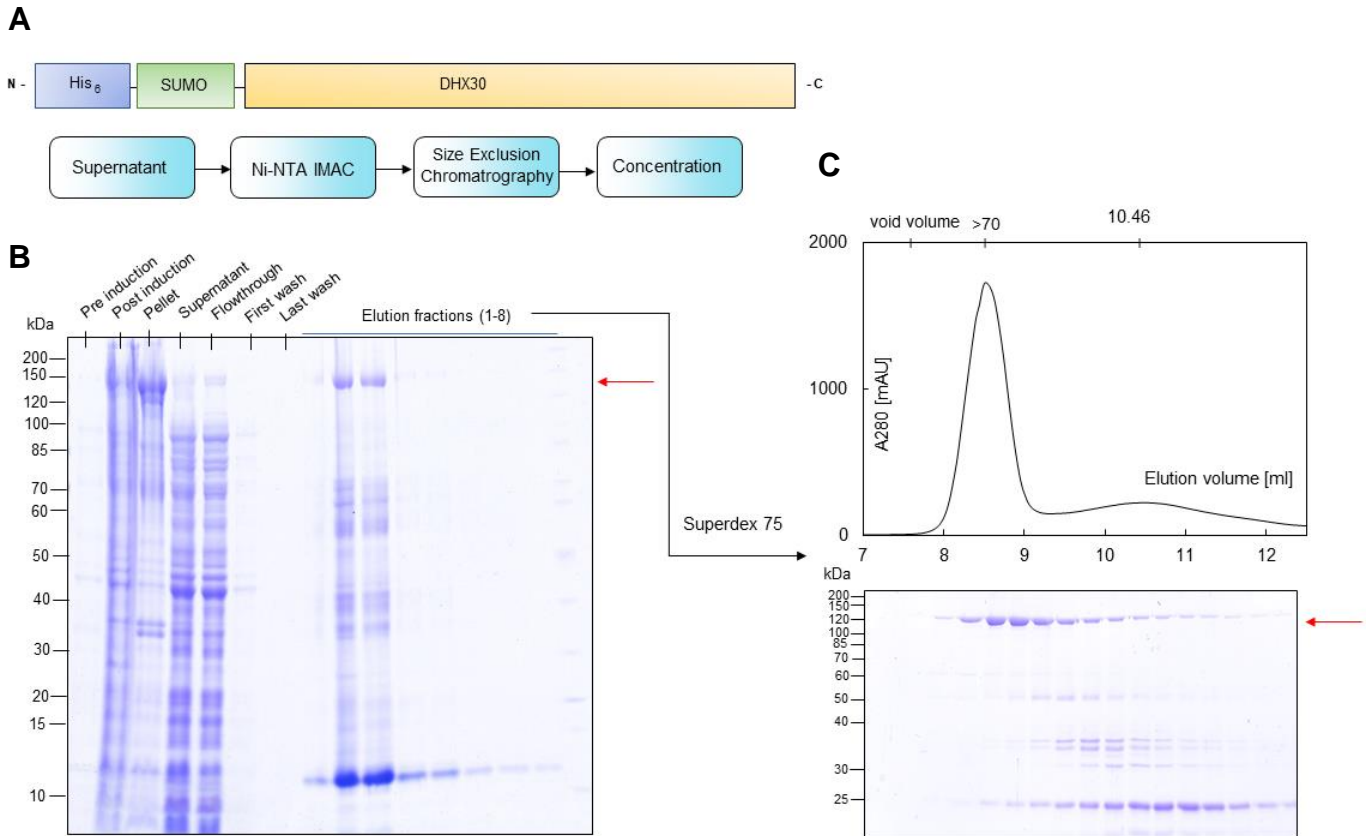 A
N - His6 SUMO DHX30 - C
Supernatant
Ni-NTA IMAC
Size Exclusion
Chromatrography
Concentration
B
Pre induction
Post induction
Pellet
Supernatant
Flowthrough
First wash
Last wash
Elution fractions (1-8)
kDa
200
150
120
100
85
70
60
50
40
30
20
15
10
Superdex 75
C
void volume >70 10.46
2000
1000
0
A280 [mAU]
Elution volume [ml]
7 8 9 10 11 12
kDa
200
150
120
100
85
70
60
50
40
30
25